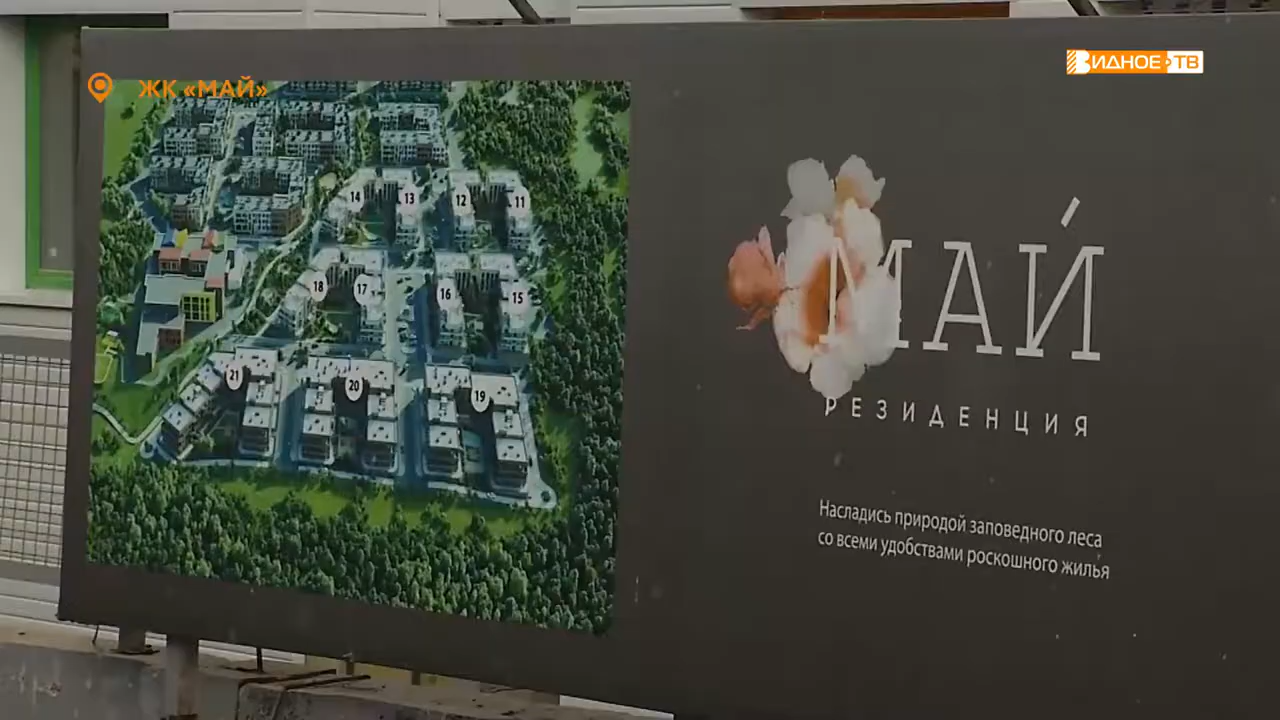 ВИДНОЕ ТВ
ЖК «МАЙ»
14 13 12 11
18 17 16 15
21 20 19
МАЙ
РЕЗИДЕНЦИЯ
Насладись природой заповедного леса
со всеми удобствами роскошного жилья